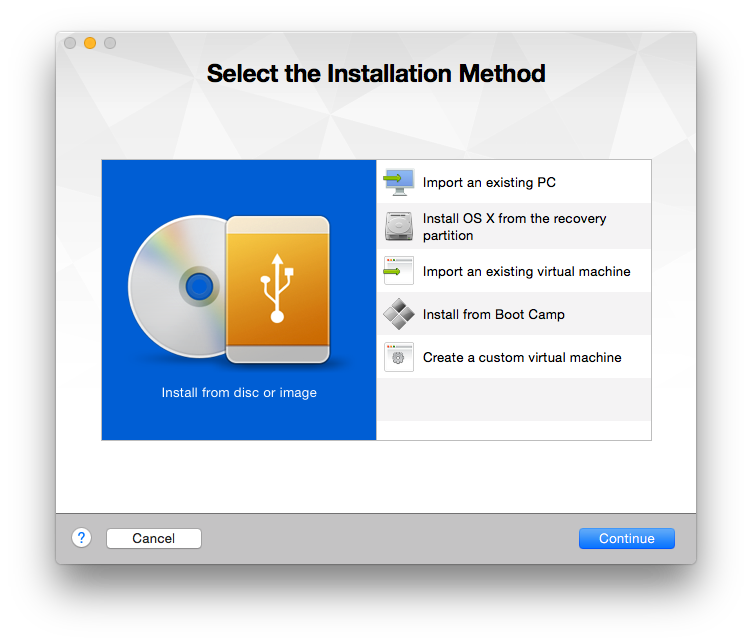 Select the Installation Method
Import an existing PC
Install OS X from the recovery
partition
Import an existing virtual machine
Install from Boot Camp
Create a custom virtual machine
Install from disc or image
?
Cancel
Continue